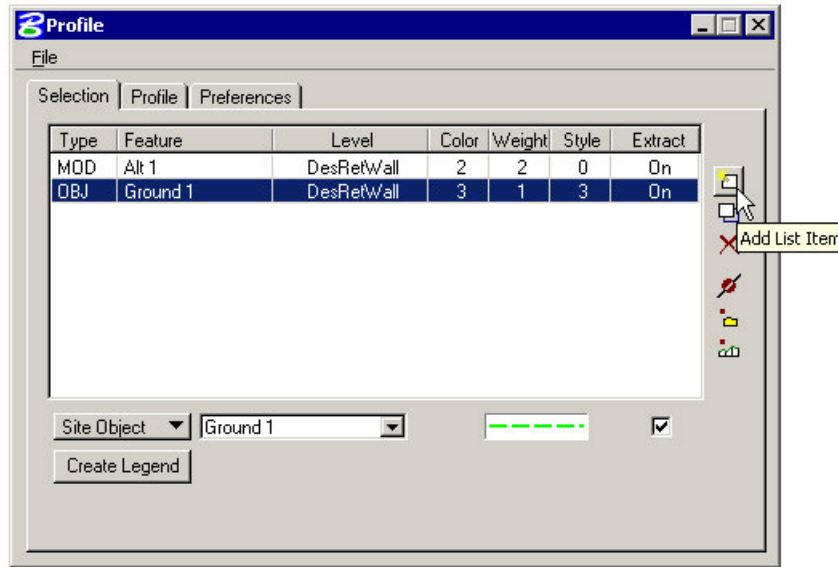 Profile
File
Selection Profile Preferences
Type Feature Level Color Weight Style Extract
MOD Alt 1 DesRetWall 2 2 0 On
OBJ Ground 1 DesRetWall 3 1 3 On
Add List Item
Site Object Ground 1
Create Legend